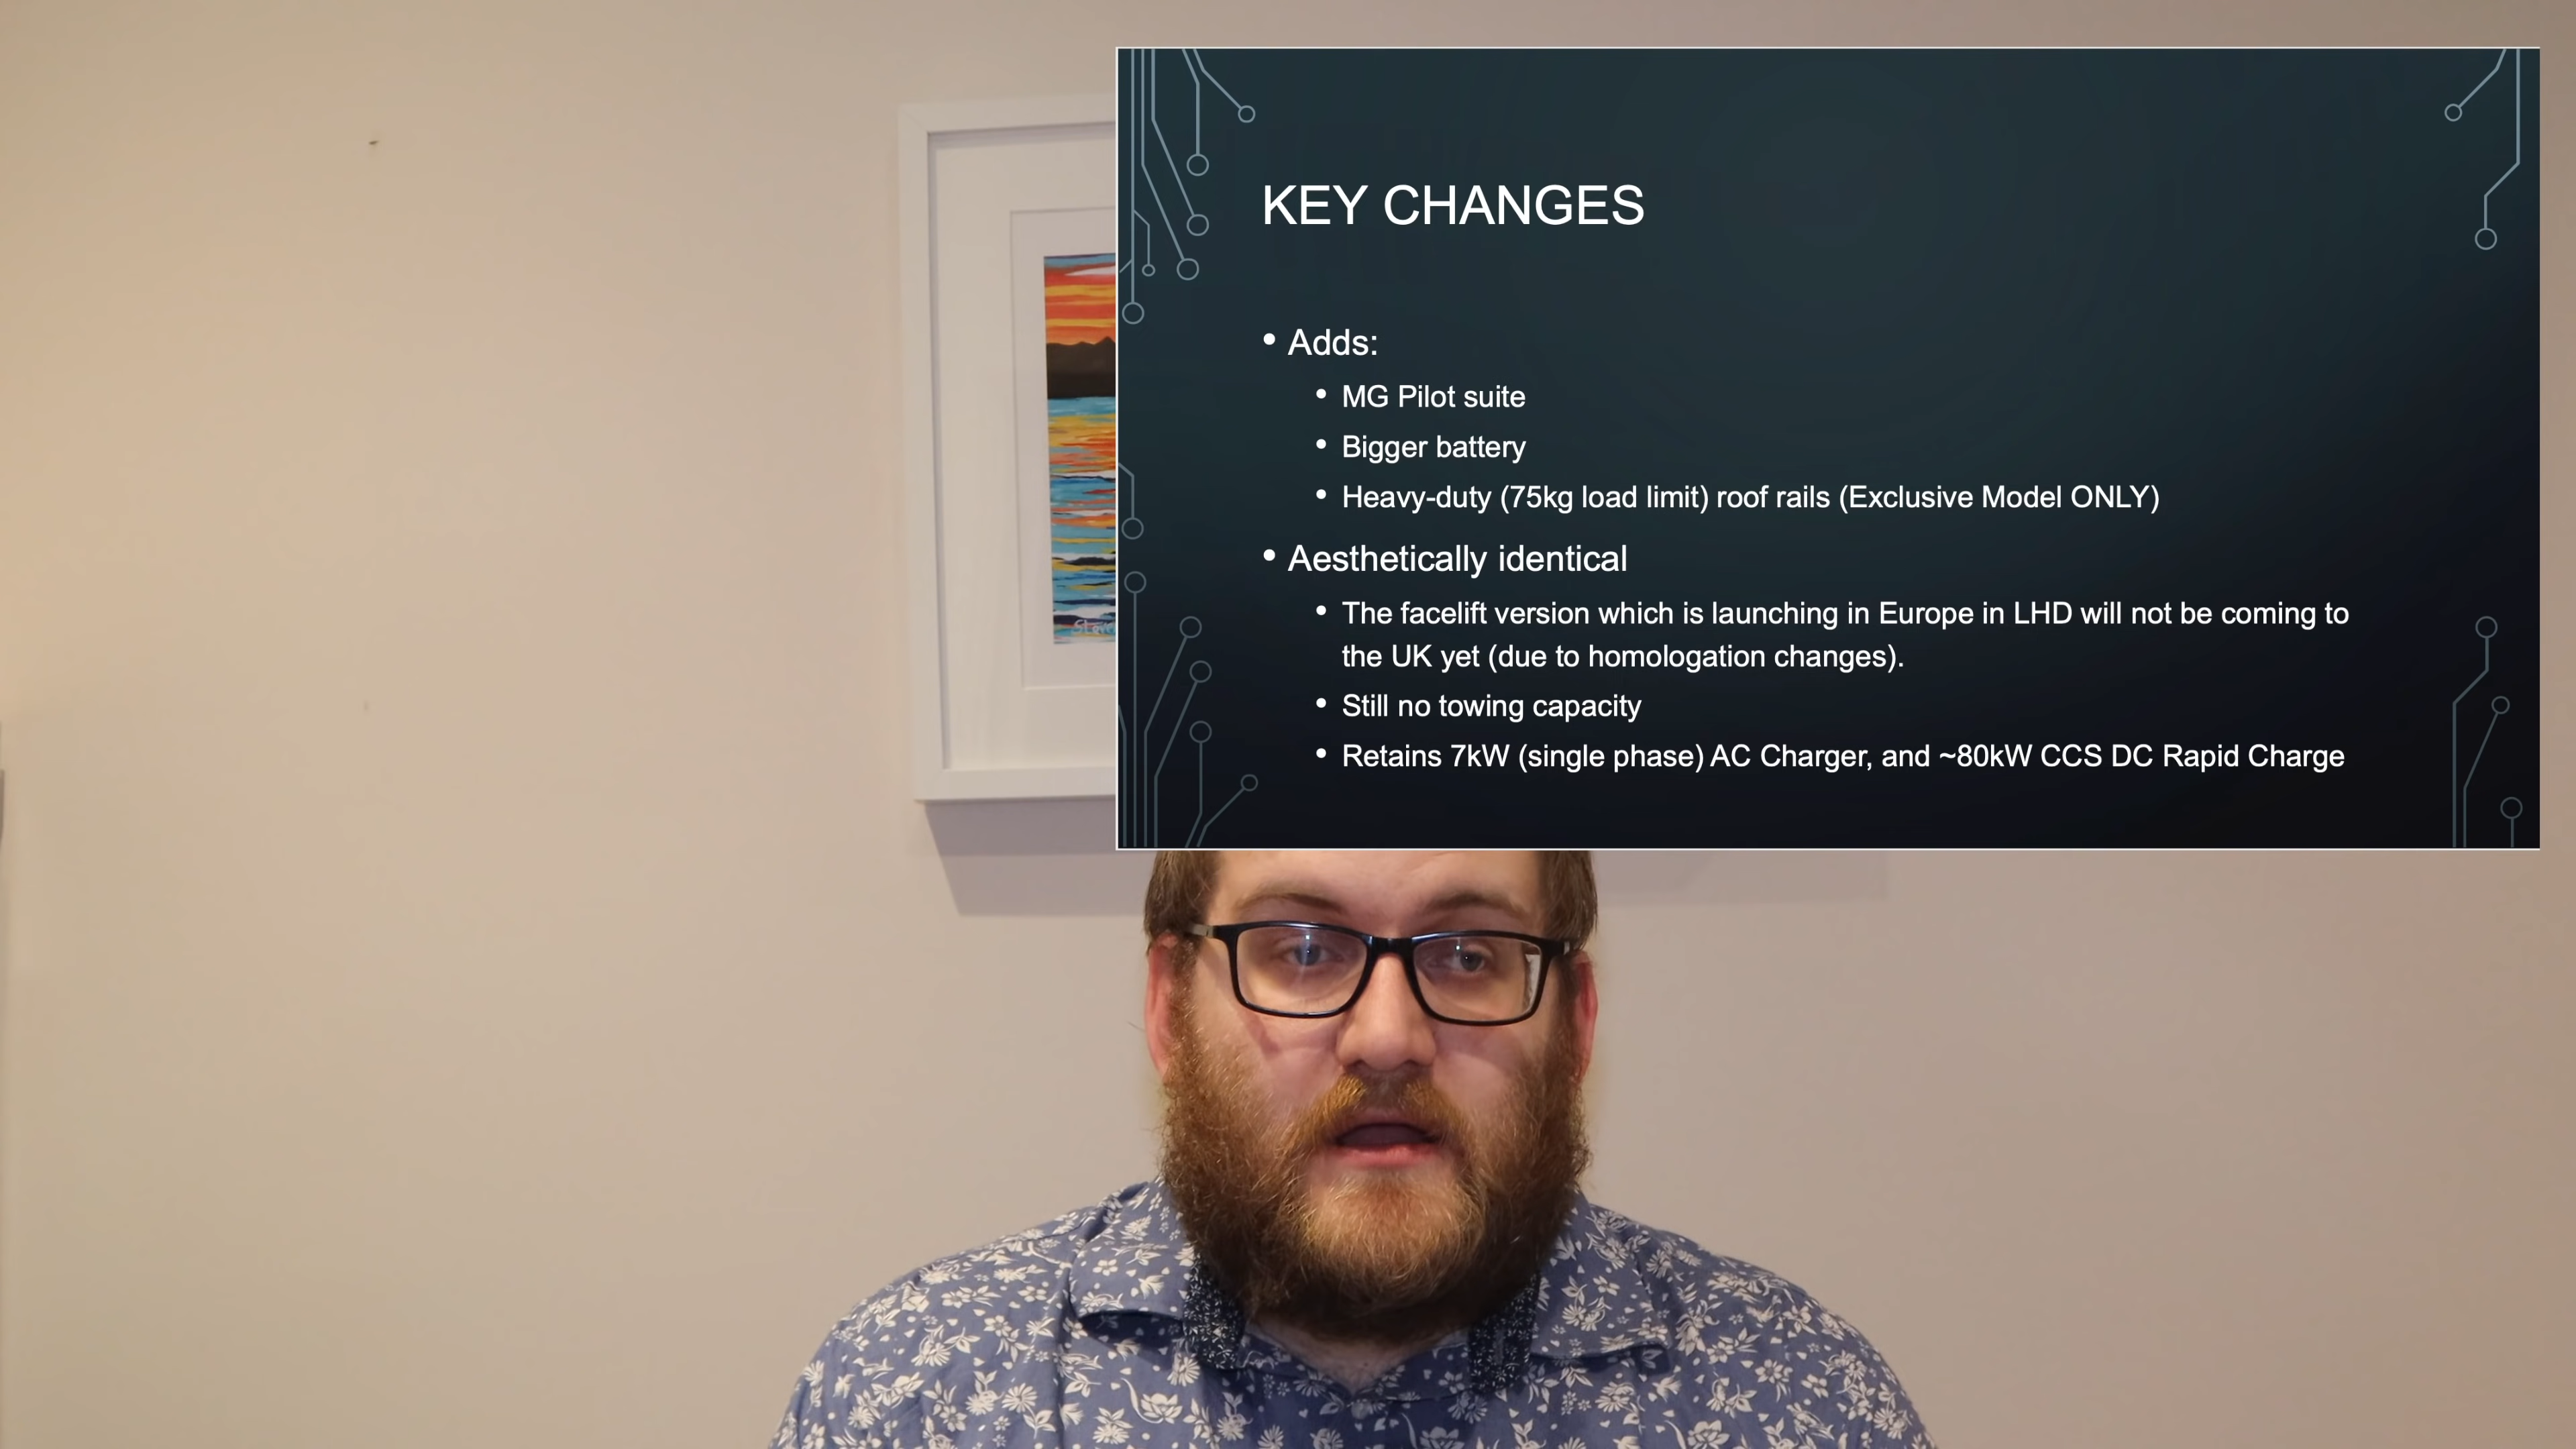 KEY CHANGES
• Adds:
• MG Pilot suite
• Bigger battery
• Heavy-duty (75kg load limit) roof rails (Exclusive Model ONLY)
• Aesthetically identical
• The facelift version which is launching in Europe in LHD will not be coming to
the UK yet (due to homologation changes).
• Still no towing capacity
• Retains 7kW (single phase) AC Charger, and ~80kW CCS DC Rapid Charge